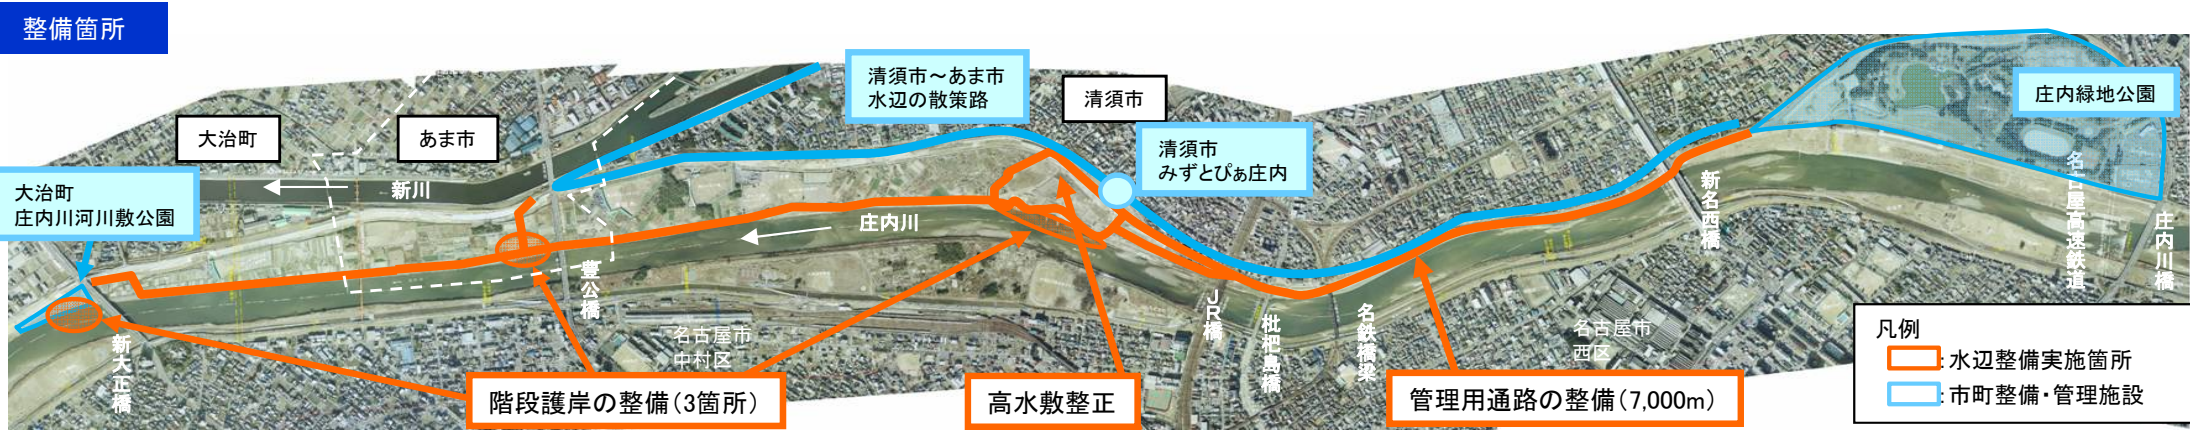 整備箇所
清須市～あま市
水辺の散策路
清須市
庄内緑地公園
大治町
あま市
清須市
みずとぴぁ庄内
大治町
庄内川河川敷公園
新川
庄内川
新名西橋
名古屋高速鉄道
庄内川橋
豊公橋
JR橋
枇杷島橋
名鉄橋梁
新大正橋
名古屋市
中村区
名古屋市
西区
階段護岸の整備（3箇所）
高水敷整正
管理用通路の整備（7,000m）
凡例
：水辺整備実施箇所
：市町整備・管理施設